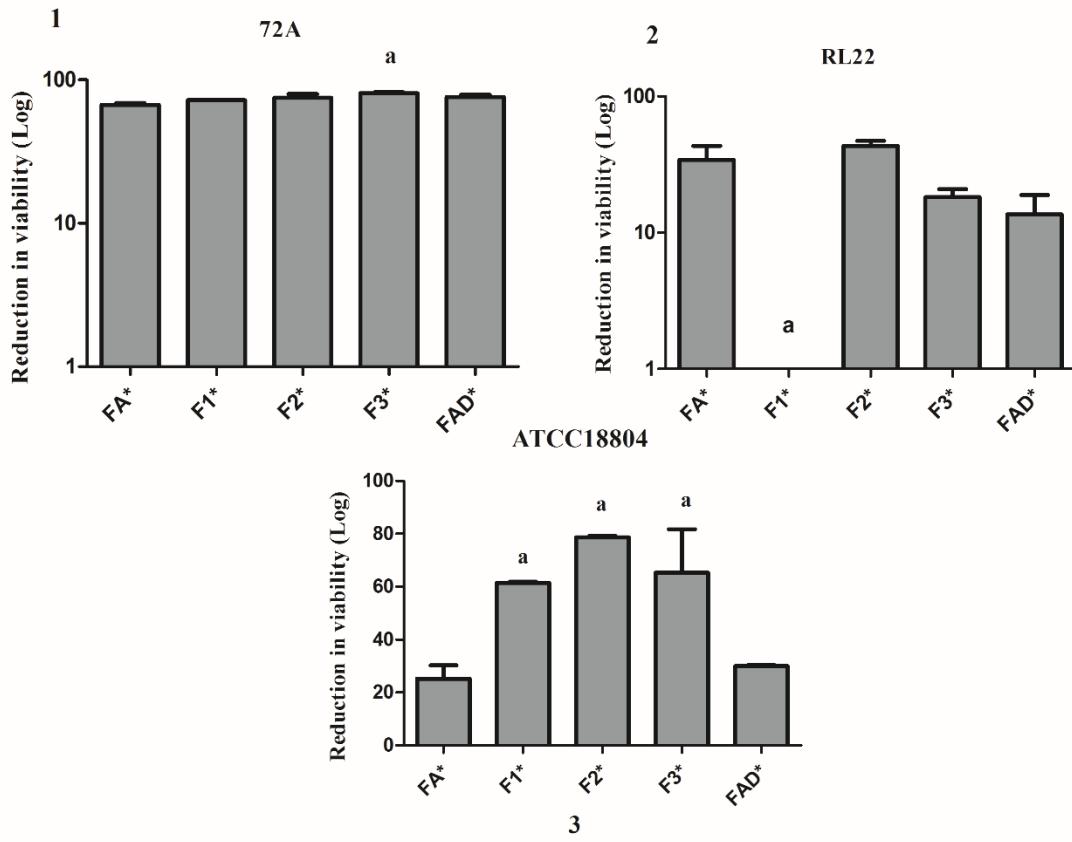 1
72A
a
Reduction in viability (Log)
100
10
1
FA*
F1*
F2*
F3*
FAD*
2
RL22
Reduction in viability (Log)
100
10
1
a
FA*
F1*
F2*
F3*
FAD*
ATCC18804
Reduction in viability (Log)
100
80
60
40
20
0
a
a
a
FA*
F1*
F2*
F3*
FAD*
3